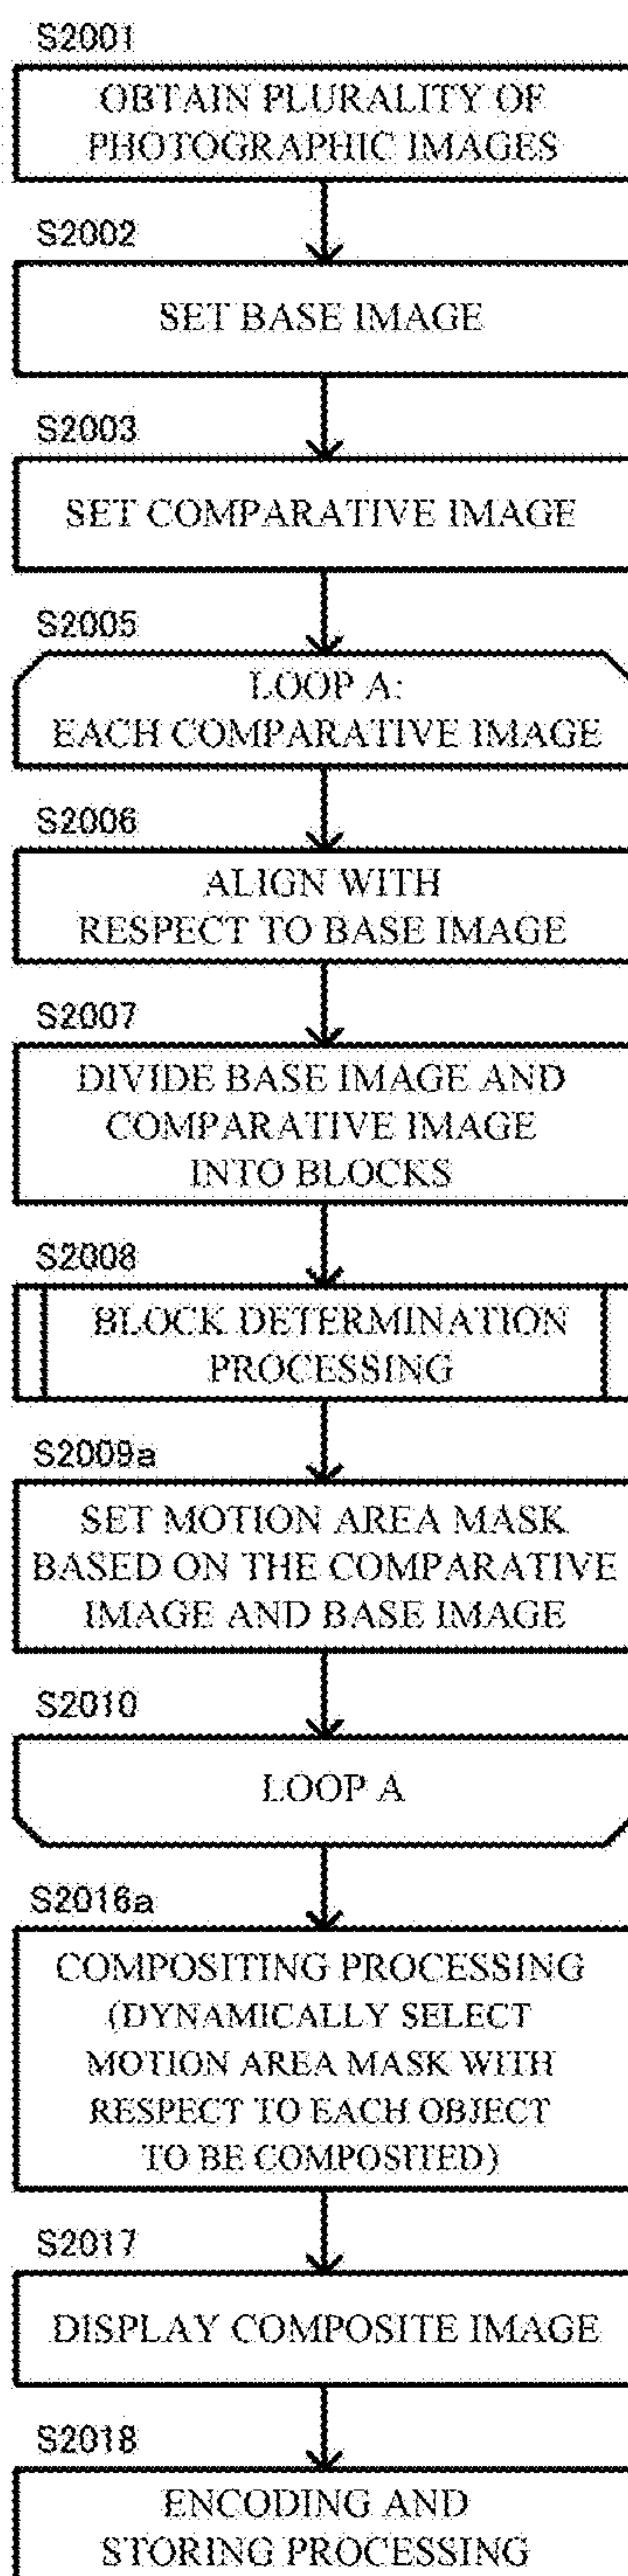 S2001
OBTAIN PLURALITY OF
PHOTOGRAPHIC IMAGES
S2002
SET BASE IMAGE
S2003
SET COMPARATIVE IMAGE
S2005
LOOP A:
EACH COMPARATIVE IMAGE
S2006
ALIGN WITH
RESPECT TO BASE IMAGE
S2007
DIVIDE BASE IMAGE AND
COMPARATIVE IMAGE
INTO BLOCKS
S2008
BLOCK DETERMINATION
PROCESSING
S2009a
SET MOTION AREA MASK
BASED ON THE COMPARATIVE
IMAGE AND BASE IMAGE
S2010
LOOP A
S2016a
COMPOSITING PROCESSING
(DYNAMICALLY SELECT
MOTION AREA MASK WITH
RESPECT TO EACH OBJECT
TO BE COMPOSITED)
S2017
DISPLAY COMPOSITE IMAGE
S2018
ENCODING AND
STORING PROCESSING